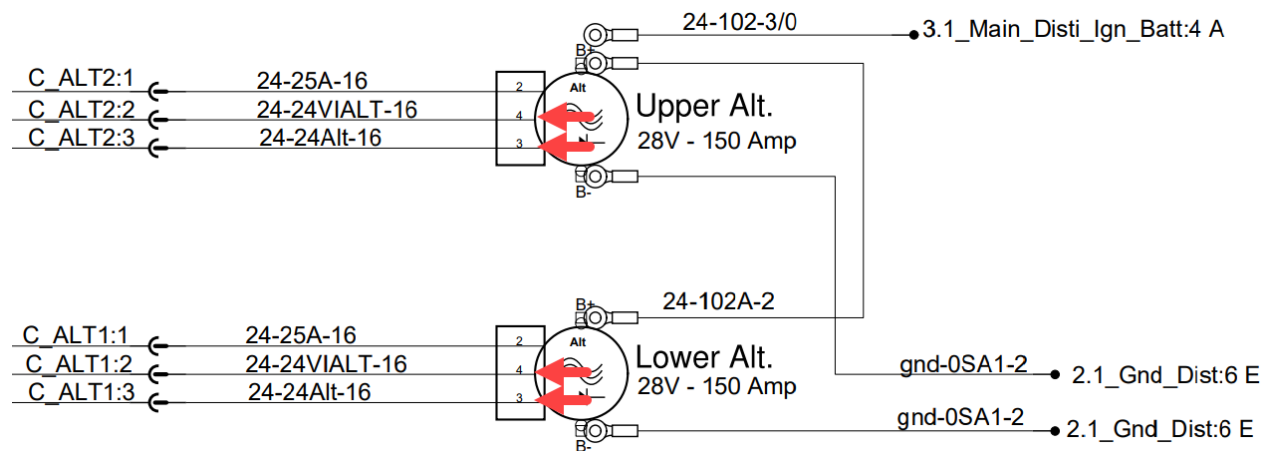 24-102-3/0
3.1_Main_Disti_Ign_Batt:4 A
B+
C_ALT2:1
24-25A-16
2
Alt
C_ALT2:2
24-24VIALT-16
4
Upper Alt.
C_ALT2:3
24-24Alt-16
3
28V - 150 Amp
B-
B+
24-102A-2
C_ALT1:1
24-25A-16
2
Alt
C_ALT1:2
24-24VIALT-16
4
Lower Alt.
gnd-0SA1-2
2.1_Gnd_Dist:6 E
C_ALT1:3
24-24Alt-16
3
28V - 150 Amp
gnd-0SA1-2
2.1_Gnd_Dist:6 E
B-